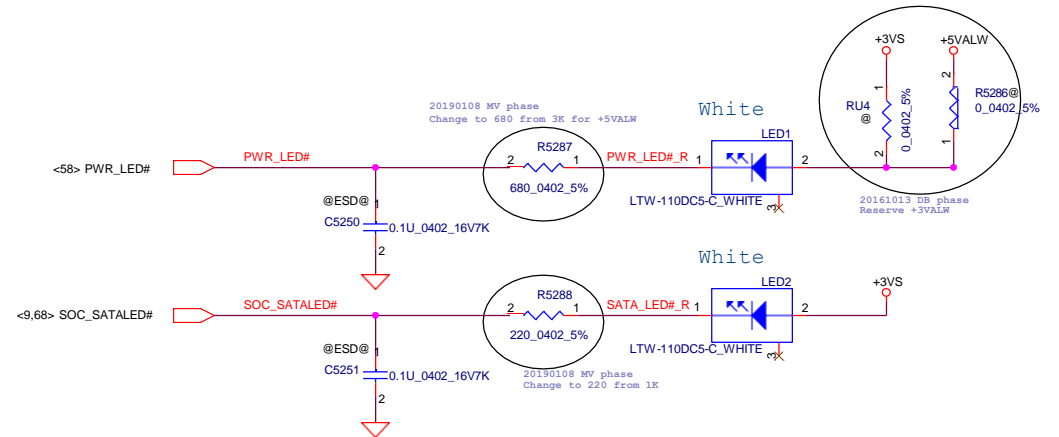 +3VS
+5VALW
1
2
RU4
@
0_0402_5%
2
1
R5286@
0_0402_5%
20190108 MV phase
Change to 680 from 3K for +5VALW
White
LED1
<58> PWR_LED#
PWR_LED#
2
R5287
1
680_0402_5%
PWR_LED#_R
1
2
3
LTW-110DC5-C_WHITE
20161013 DB phase
Reserve +3VALW
@ESD@
1
C5250
0.1U_0402_16V7K
2
White
LED2
+3VS
<9,68> SOC_SATALED#
SOC_SATALED#
2
R5288
1
220_0402_5%
SATA_LED#_R
1
2
3
LTW-110DC5-C_WHITE
20190108 MV phase
Change to 220 from 1K
@ESD@
1
C5251
0.1U_0402_16V7K
2